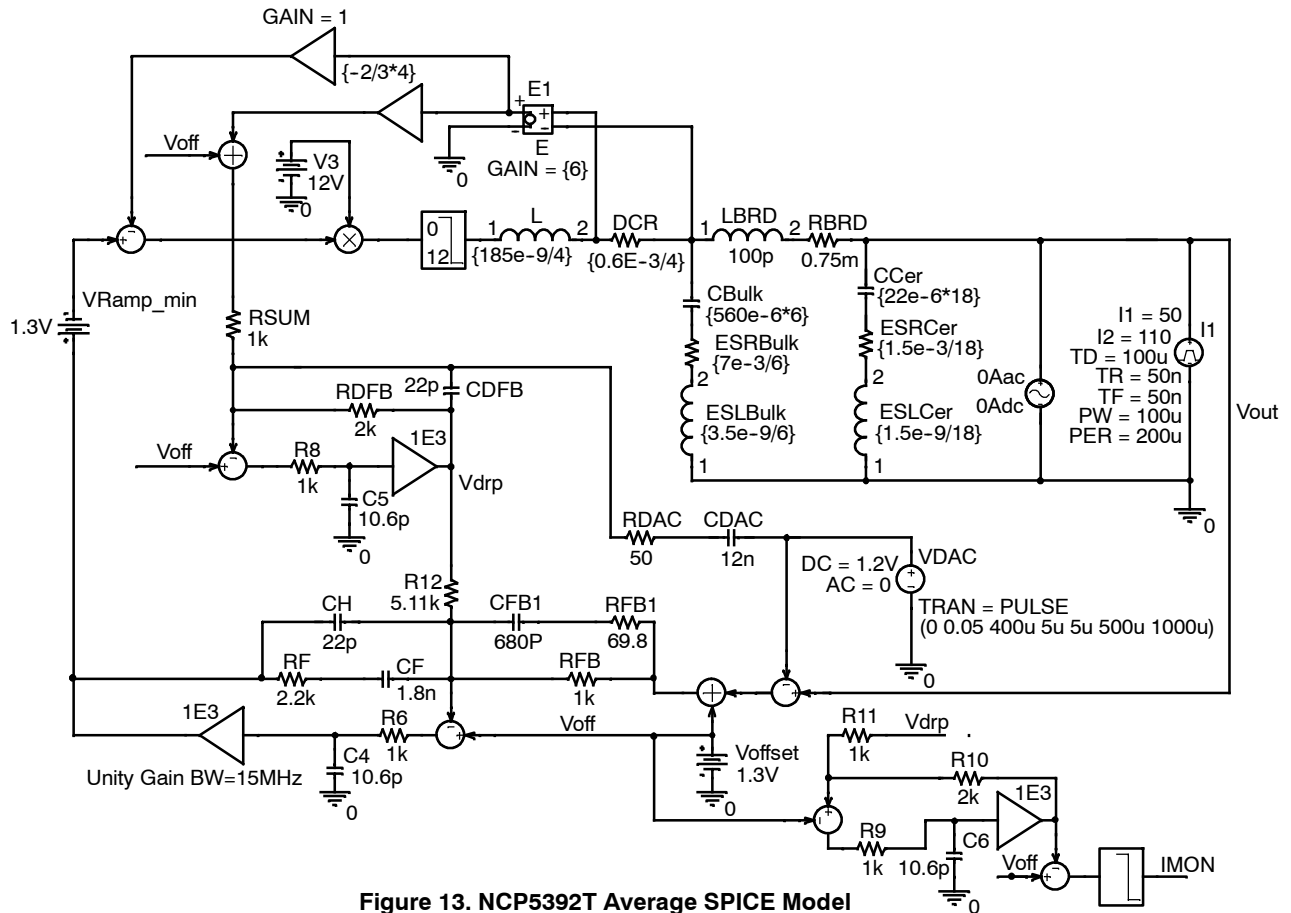 GAIN = 1
{-2/3*4}
E1
+
-
+
-
E
GAIN = {6}
0
Voff
+
V3
12V
0
+
-
×
0
12
1
L
2
{185e-9/4}
DCR
{0.6E-3/4}
1
LBRD
2
100p
RBRD
0.75m
VRamp_min
1.3V
RSUM
1k
CBulk
{560e-6*6}
ESRBulk
{7e-3/6}
2
ESLBulk
{3.5e-9/6}
1
CCer
{22e-6*18}
ESRCer
{1.5e-3/18}
2
ESLCer
{1.5e-9/18}
1
0Aac
0Adc
I1 = 50
I2 = 110
TD = 100u
TR = 50n
TF = 50n
PW = 100u
PER = 200u
I1
Vout
0
22p
CDFB
RDFB
2k
Voff
+
-
R8
1k
C5
10.6p
0
1E3
Vdrp
RDAC
50
CDAC
12n
DC = 1.2V
AC = 0
VDAC
+
-
TRAN = PULSE
(0 0.05 400u 5u 5u 500u 1000u)
0
R12
5.11k
CH
22p
CFB1
680P
RFB1
69.8
RF
2.2k
CF
1.8n
RFB
1k
+
-
+
1E3
Unity Gain BW=15MHz
R6
1k
C4
10.6p
0
-
+
Voff
Voffset
1.3V
0
R11
1k
Vdrp
R10
2k
+
-
R9
1k
10.6p
C6
0
1E3
Voff
+
-
IMON
Figure 13. NCP5392T Average SPICE Model